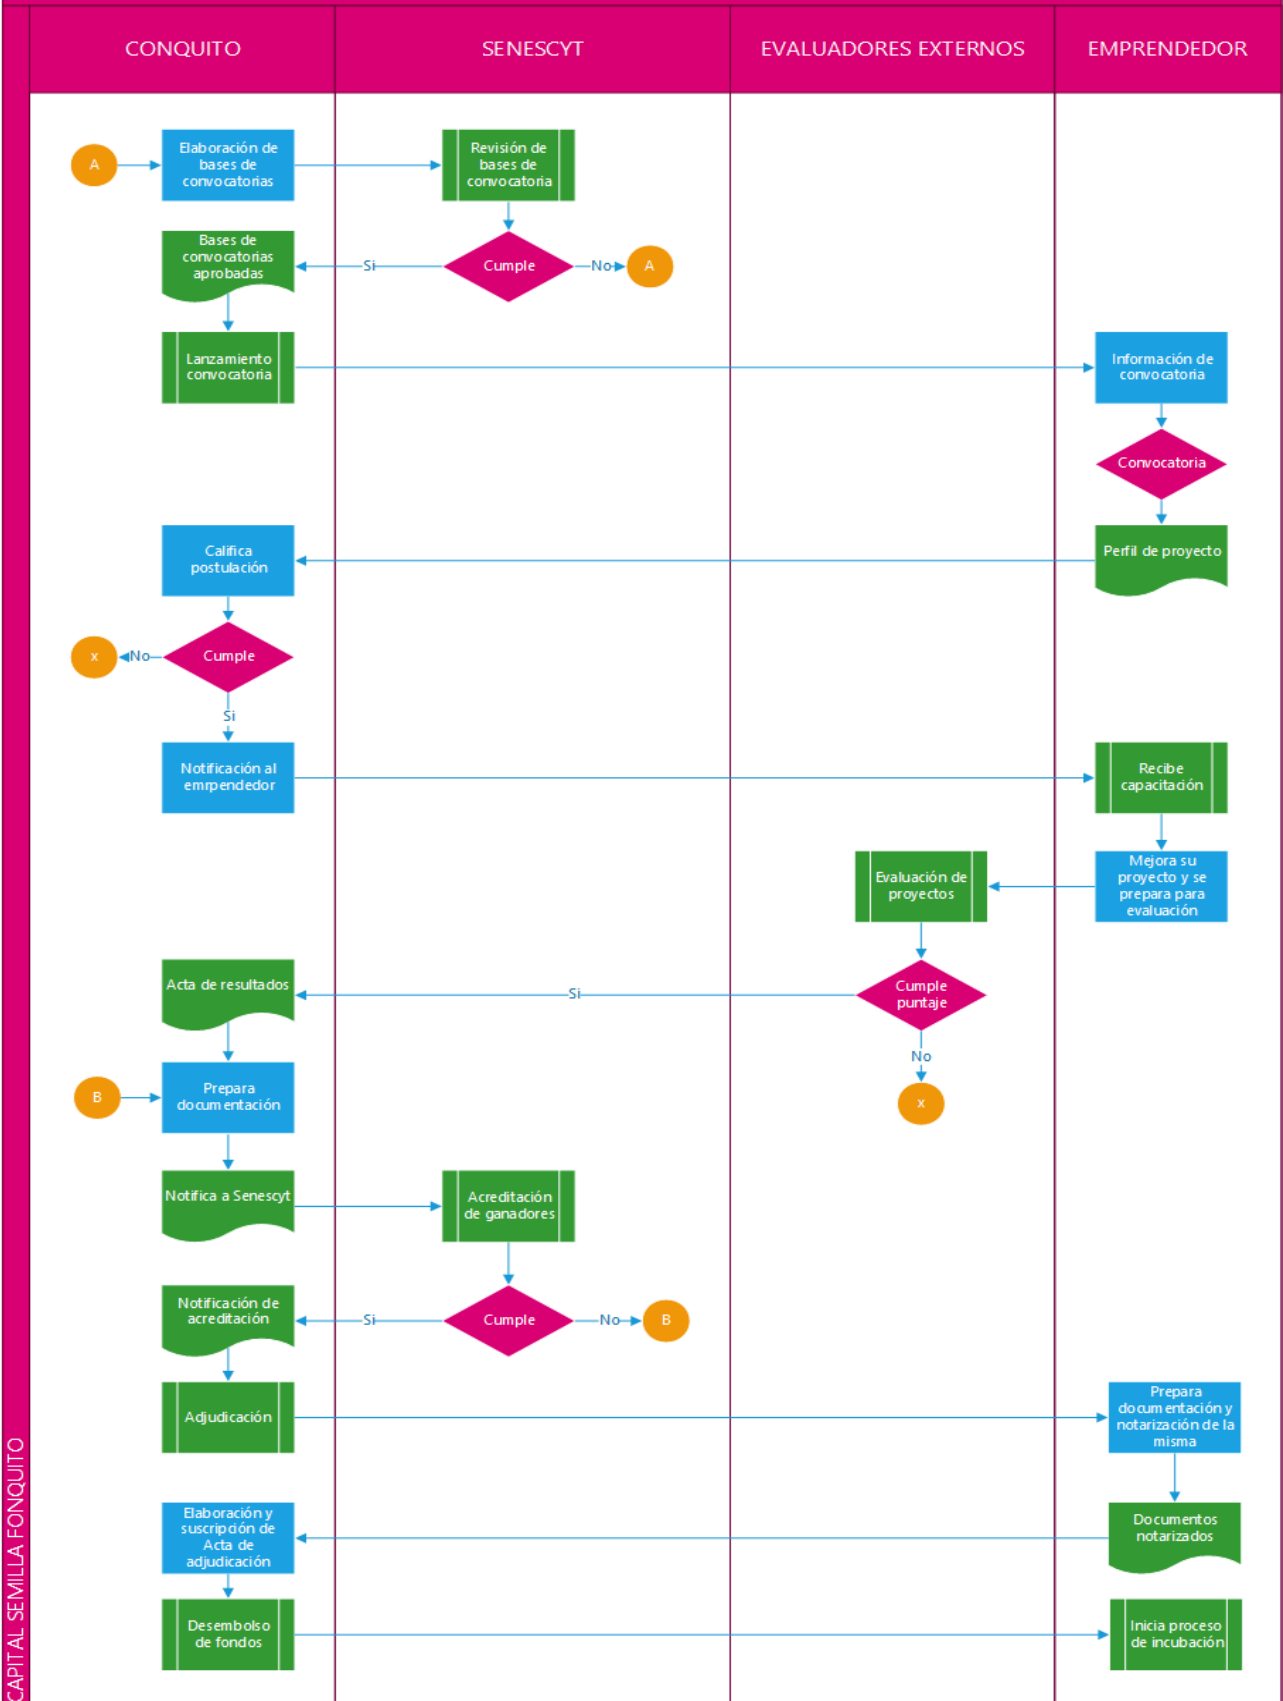 CONQUITO
SENESCYT
EVALUADORES EXTERNOS
EMPRENDEDOR
A
Elaboración de
bases de
convocatorias
Revisión de
bases de
convocatoria
Bases de
convocatorias
aprobadas
Si
Cumple
No
A
Lanzamiento
convocatoria
Información de
convocatoria
Convocatoria
Califica
postulación
Perfil de proyecto
x
No
Cumple
Si
Notificación al
emrpendedor
Recibe
capacitación
Evaluación de
proyectos
Mejora su
proyecto y se
prepara para
evaluación
Acta de resultados
Si
Cumple
puntaje
No
x
B
Prepara
documentación
Notifica a Senescyt
Acreditación
de ganadores
Notificación de
acreditación
Si
Cumple
No
B
Adjudicación
Prepara
documentación y
notarización de la
misma
Elaboración y
suscripción de
Acta de
adjudicación
Documentos
notarizados
Desembolso
de fondos
Inicia proceso
de incubación
CAPITAL SEMILLA FONQUITO